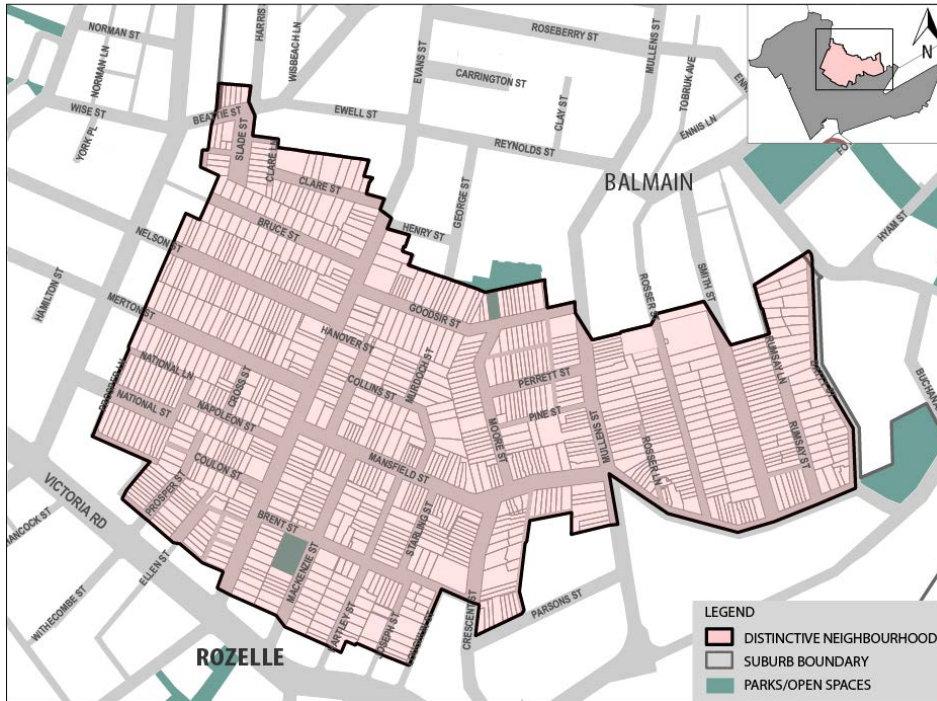 NORMAN ST
NORMAN LN
HARRIS
WISBEACH LN
EVANS ST
ROSEBERRY ST
MULLENS ST
N
CARRINGTON ST
TOBRUK AVE
WISE ST
YORK PL
BEATTIE ST
SLADE ST
CLARE LN
EWELL ST
CLAY ST
ENNIS LN
REYNOLDS ST
BALMAIN
CLARE ST
GEORGE ST
HENRY ST
HYAM ST
BRUCE ST
NELSON ST
HAMILTON ST
MERTON ST
SMITH ST
GOODSIR ST
HANOVER ST
MURDOCH ST
RUMSAY LN
NATIONAL LN
CROSS ST
COLLINS ST
PERRETT ST
NATIONAL ST
NAPOLEON ST
PINE ST
MOORE ST
MULLENS ST
RUMSAY ST
COULON ST
MANSFIELD ST
ROSSER LN
VICTORIA RD
PROSPER ST
BRENT ST
STARLING ST
ELLEN ST
MACKENZIE ST
WITHECOMBE ST
CRESCENT ST
PARSONS ST
JOSEPH ST
ROZELLE
LEGEND
DISTINCTIVE NEIGHBOURHOOD
SUBURB BOUNDARY
PARKS/OPEN SPACES